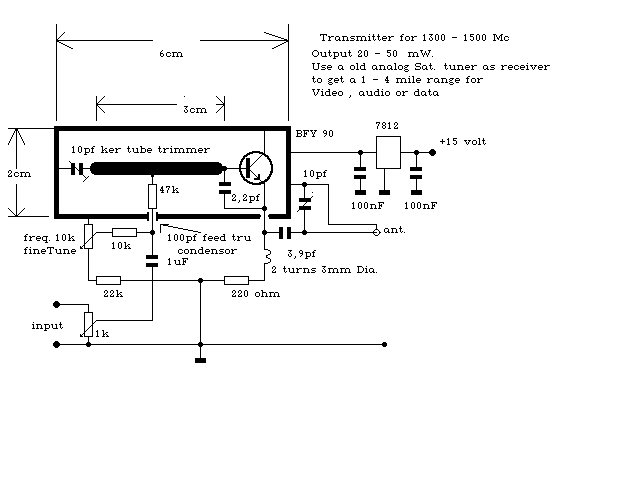 Transmitter for 1300 - 1500 Mc
Output 20 - 50 mW.
Use a old analog Sat. tuner as receiver
to get a 1 - 4 mile range for
Video , audio or data
6cm
3cm
BFY 90
7812
+15 volt
10pf ker tube trimmer
2cm
47k
2,2pf
10pf
100nF
100nF
ant.
freq. 10k
fineTune
10k
100pf feed tru
condensor
1uF
3,9pf
2 turns 3mm Dia.
22k
220 ohm
input
1k